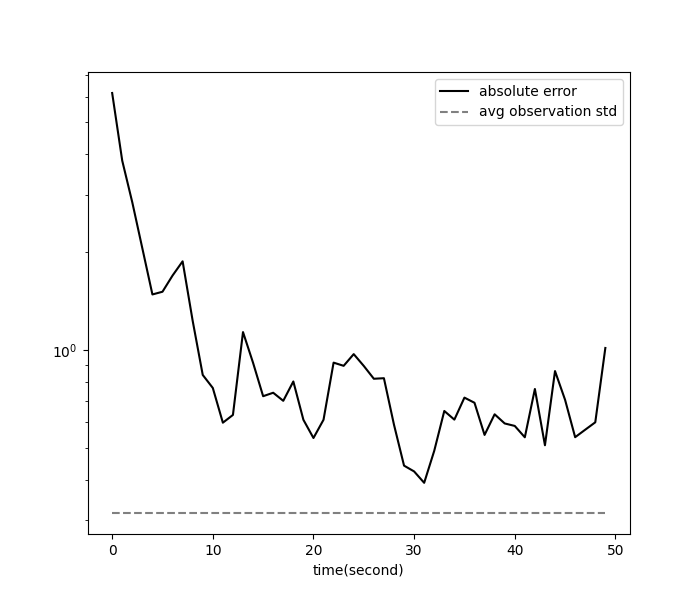 absolute error
avg observation std
10⁰
0 10 20 30 40 50
time(second)